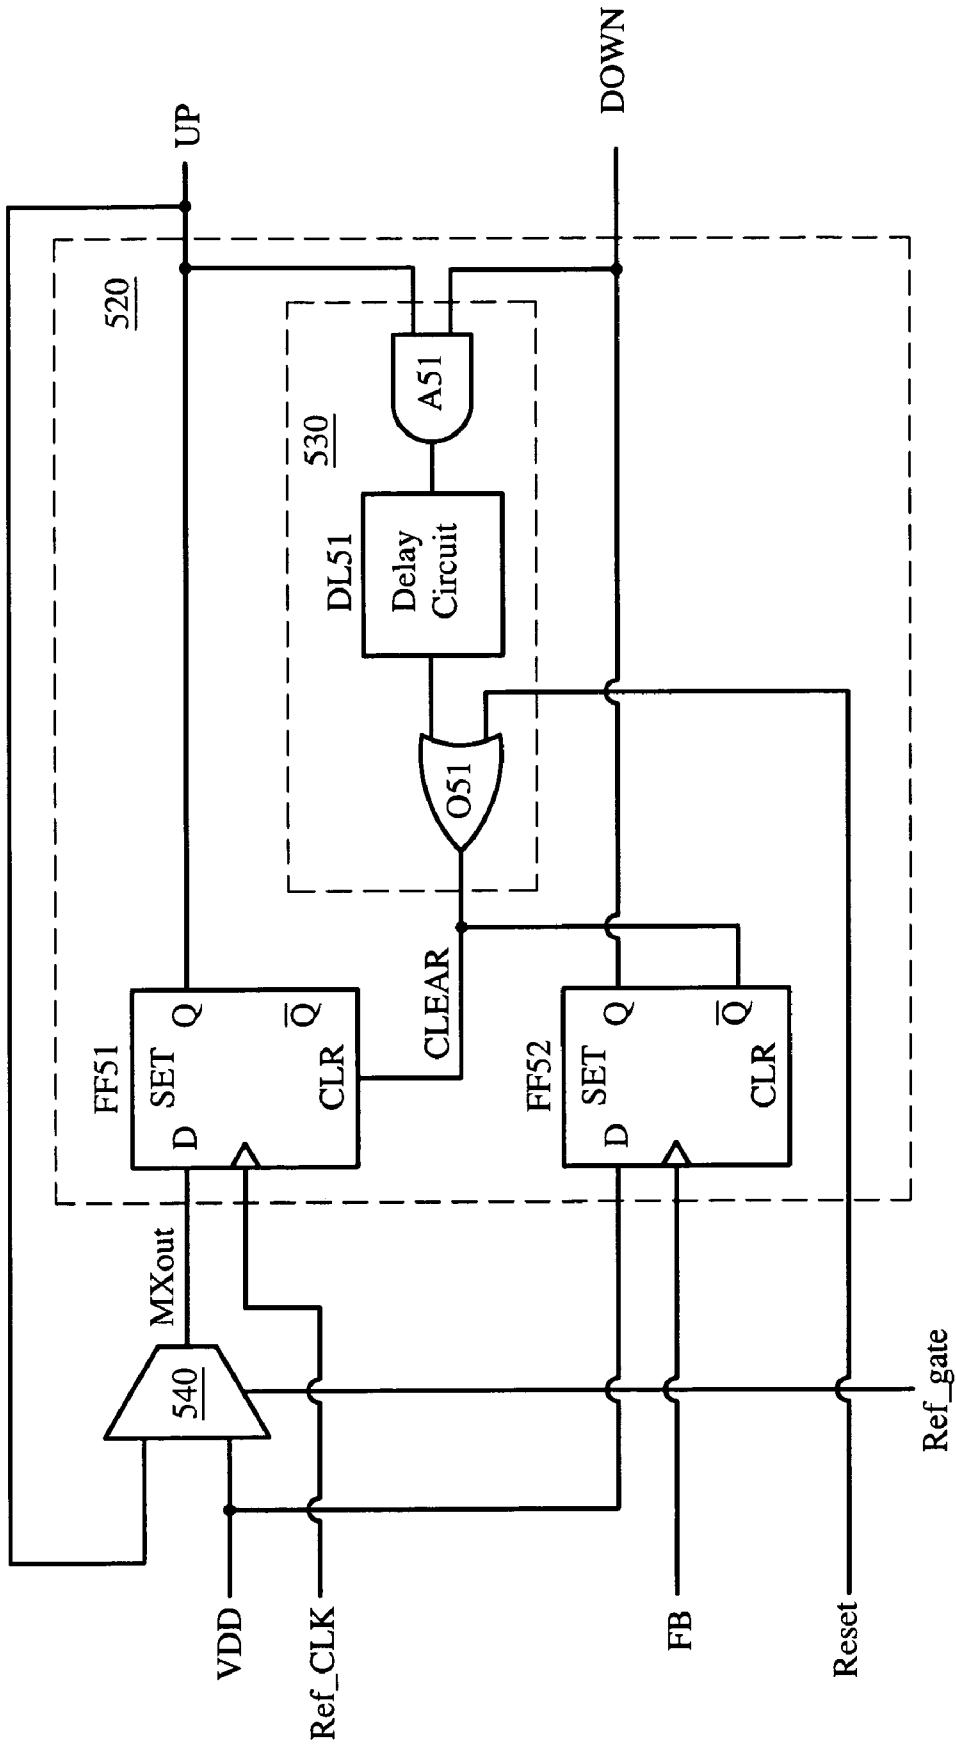 UP
DOWN
520
530
A51
DL51
Delay
Circuit
O51
CLEAR
FF51
D
SET
Q
Q̅
CLR
FF52
D
SET
Q
Q̅
CLR
MXout
540
VDD
Ref_CLK
FB
Reset
Ref_gate